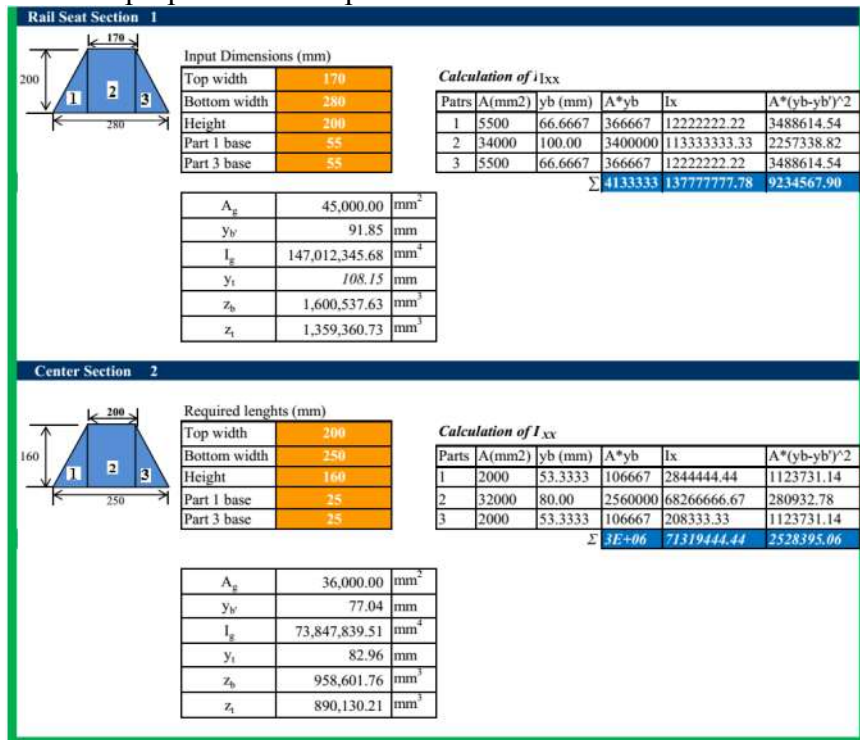 Rail Seat Section 1
170
200
1 2 3
280
Input Dimensions (mm)
Top width 170
Bottom width 280
Height 200
Part 1 base 55
Part 3 base 55
Calculation of Ixx
Patrs A(mm2) yb (mm) A*yb Ix A*(yb-yb')^2
1 5500 66.6667 366667 12222222.22 3488614.54
2 34000 100.00 3400000 113333333.33 2257338.82
3 5500 66.6667 366667 12222222.22 3488614.54
Σ 4133333 137777777.78 9234567.90
Ag 45,000.00 mm²
yb' 91.85 mm
Ig 147,012,345.68 mm⁴
yt 108.15 mm
zb 1,600,537.63 mm³
zt 1,359,360.73 mm³
Center Section 2
200
160
1 2 3
250
Required lenghts (mm)
Top width 200
Bottom width 250
Height 160
Part 1 base 25
Part 3 base 25
Calculation of I xx
Parts A(mm2) yb (mm) A*yb Ix A*(yb-yb')^2
1 2000 53.3333 106667 2844444.44 1123731.14
2 32000 80.00 2560000 68266666.67 280932.78
3 2000 53.3333 106667 208333.33 1123731.14
Σ 3E+06 71319444.44 2528395.06
Ag 36,000.00 mm²
yb' 77.04 mm
Ig 73,847,839.51 mm⁴
yt 82.96 mm
zb 958,601.76 mm³
zt 890,130.21 mm³